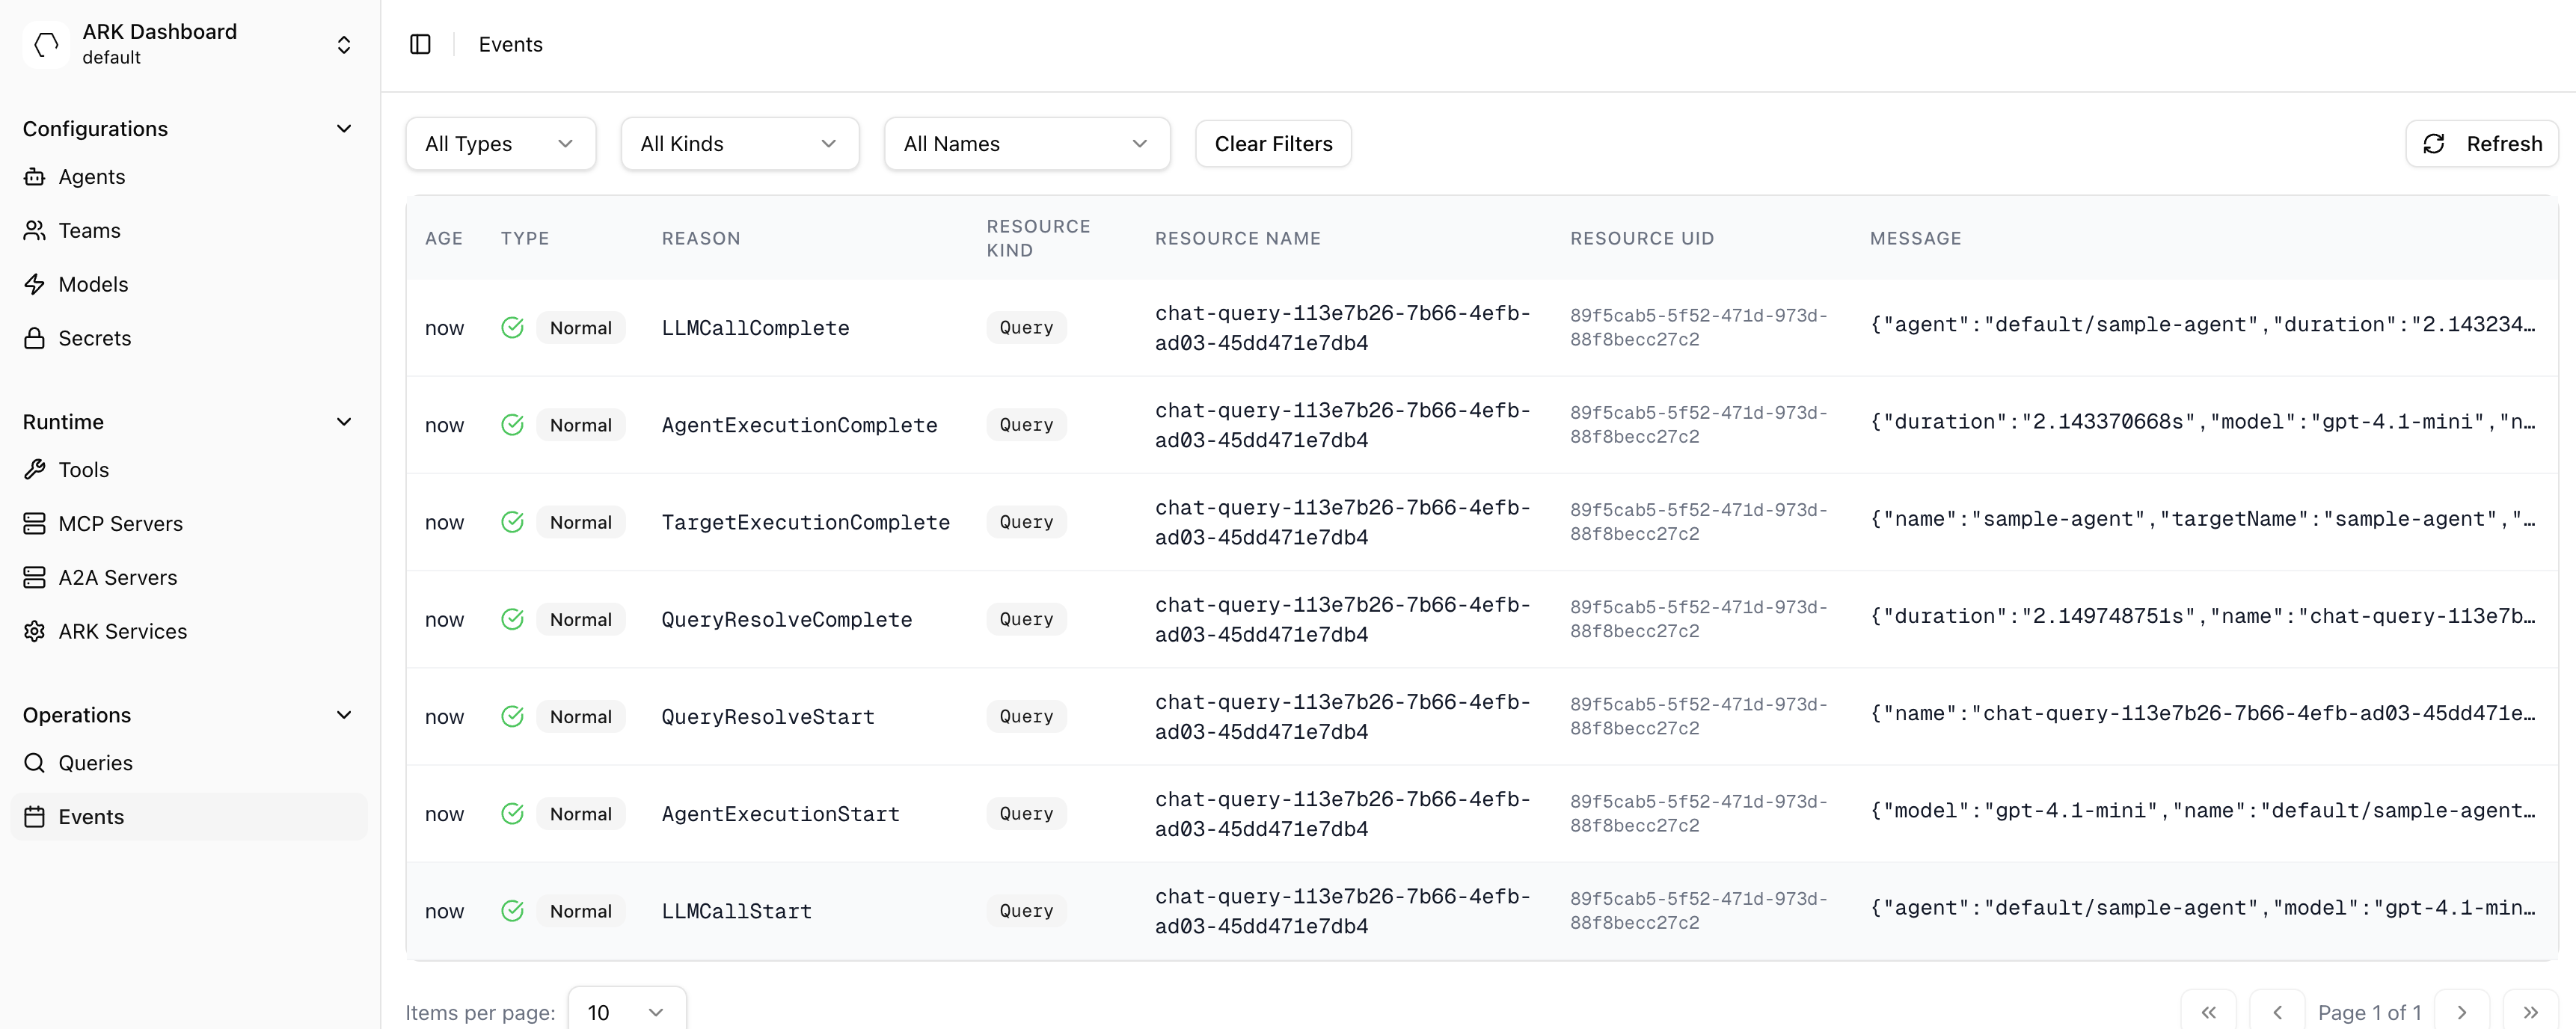 ARK Dashboard
default
Configurations
Agents
Teams
Models
Secrets
Runtime
Tools
MCP Servers
A2A Servers
ARK Services
Operations
Queries
Events
Events
All Types
All Kinds
All Names
Clear Filters
Refresh
AGE TYPE REASON RESOURCE KIND RESOURCE NAME RESOURCE UID MESSAGE
now Normal LLMCallComplete Query chat-query-113e7b26-7b66-4efb-
ad03-45dd471e7db4
89f5cab5-5f52-471d-973d-
88f8becc27c2
{"agent":"default/sample-agent","duration":"2.143234…
now Normal AgentExecutionComplete Query chat-query-113e7b26-7b66-4efb-
ad03-45dd471e7db4
89f5cab5-5f52-471d-973d-
88f8becc27c2
{"duration":"2.143370668s","model":"gpt-4.1-mini","n…
now Normal TargetExecutionComplete Query chat-query-113e7b26-7b66-4efb-
ad03-45dd471e7db4
89f5cab5-5f52-471d-973d-
88f8becc27c2
{"name":"sample-agent","targetName":"sample-agent","…
now Normal QueryResolveComplete Query chat-query-113e7b26-7b66-4efb-
ad03-45dd471e7db4
89f5cab5-5f52-471d-973d-
88f8becc27c2
{"duration":"2.149748751s","name":"chat-query-113e7b…
now Normal QueryResolveStart Query chat-query-113e7b26-7b66-4efb-
ad03-45dd471e7db4
89f5cab5-5f52-471d-973d-
88f8becc27c2
{"name":"chat-query-113e7b26-7b66-4efb-ad03-45dd471e…
now Normal AgentExecutionStart Query chat-query-113e7b26-7b66-4efb-
ad03-45dd471e7db4
89f5cab5-5f52-471d-973d-
88f8becc27c2
{"model":"gpt-4.1-mini","name":"default/sample-agent…
now Normal LLMCallStart Query chat-query-113e7b26-7b66-4efb-
ad03-45dd471e7db4
89f5cab5-5f52-471d-973d-
88f8becc27c2
{"agent":"default/sample-agent","model":"gpt-4.1-min…
Items per page: 10
Page 1 of 1